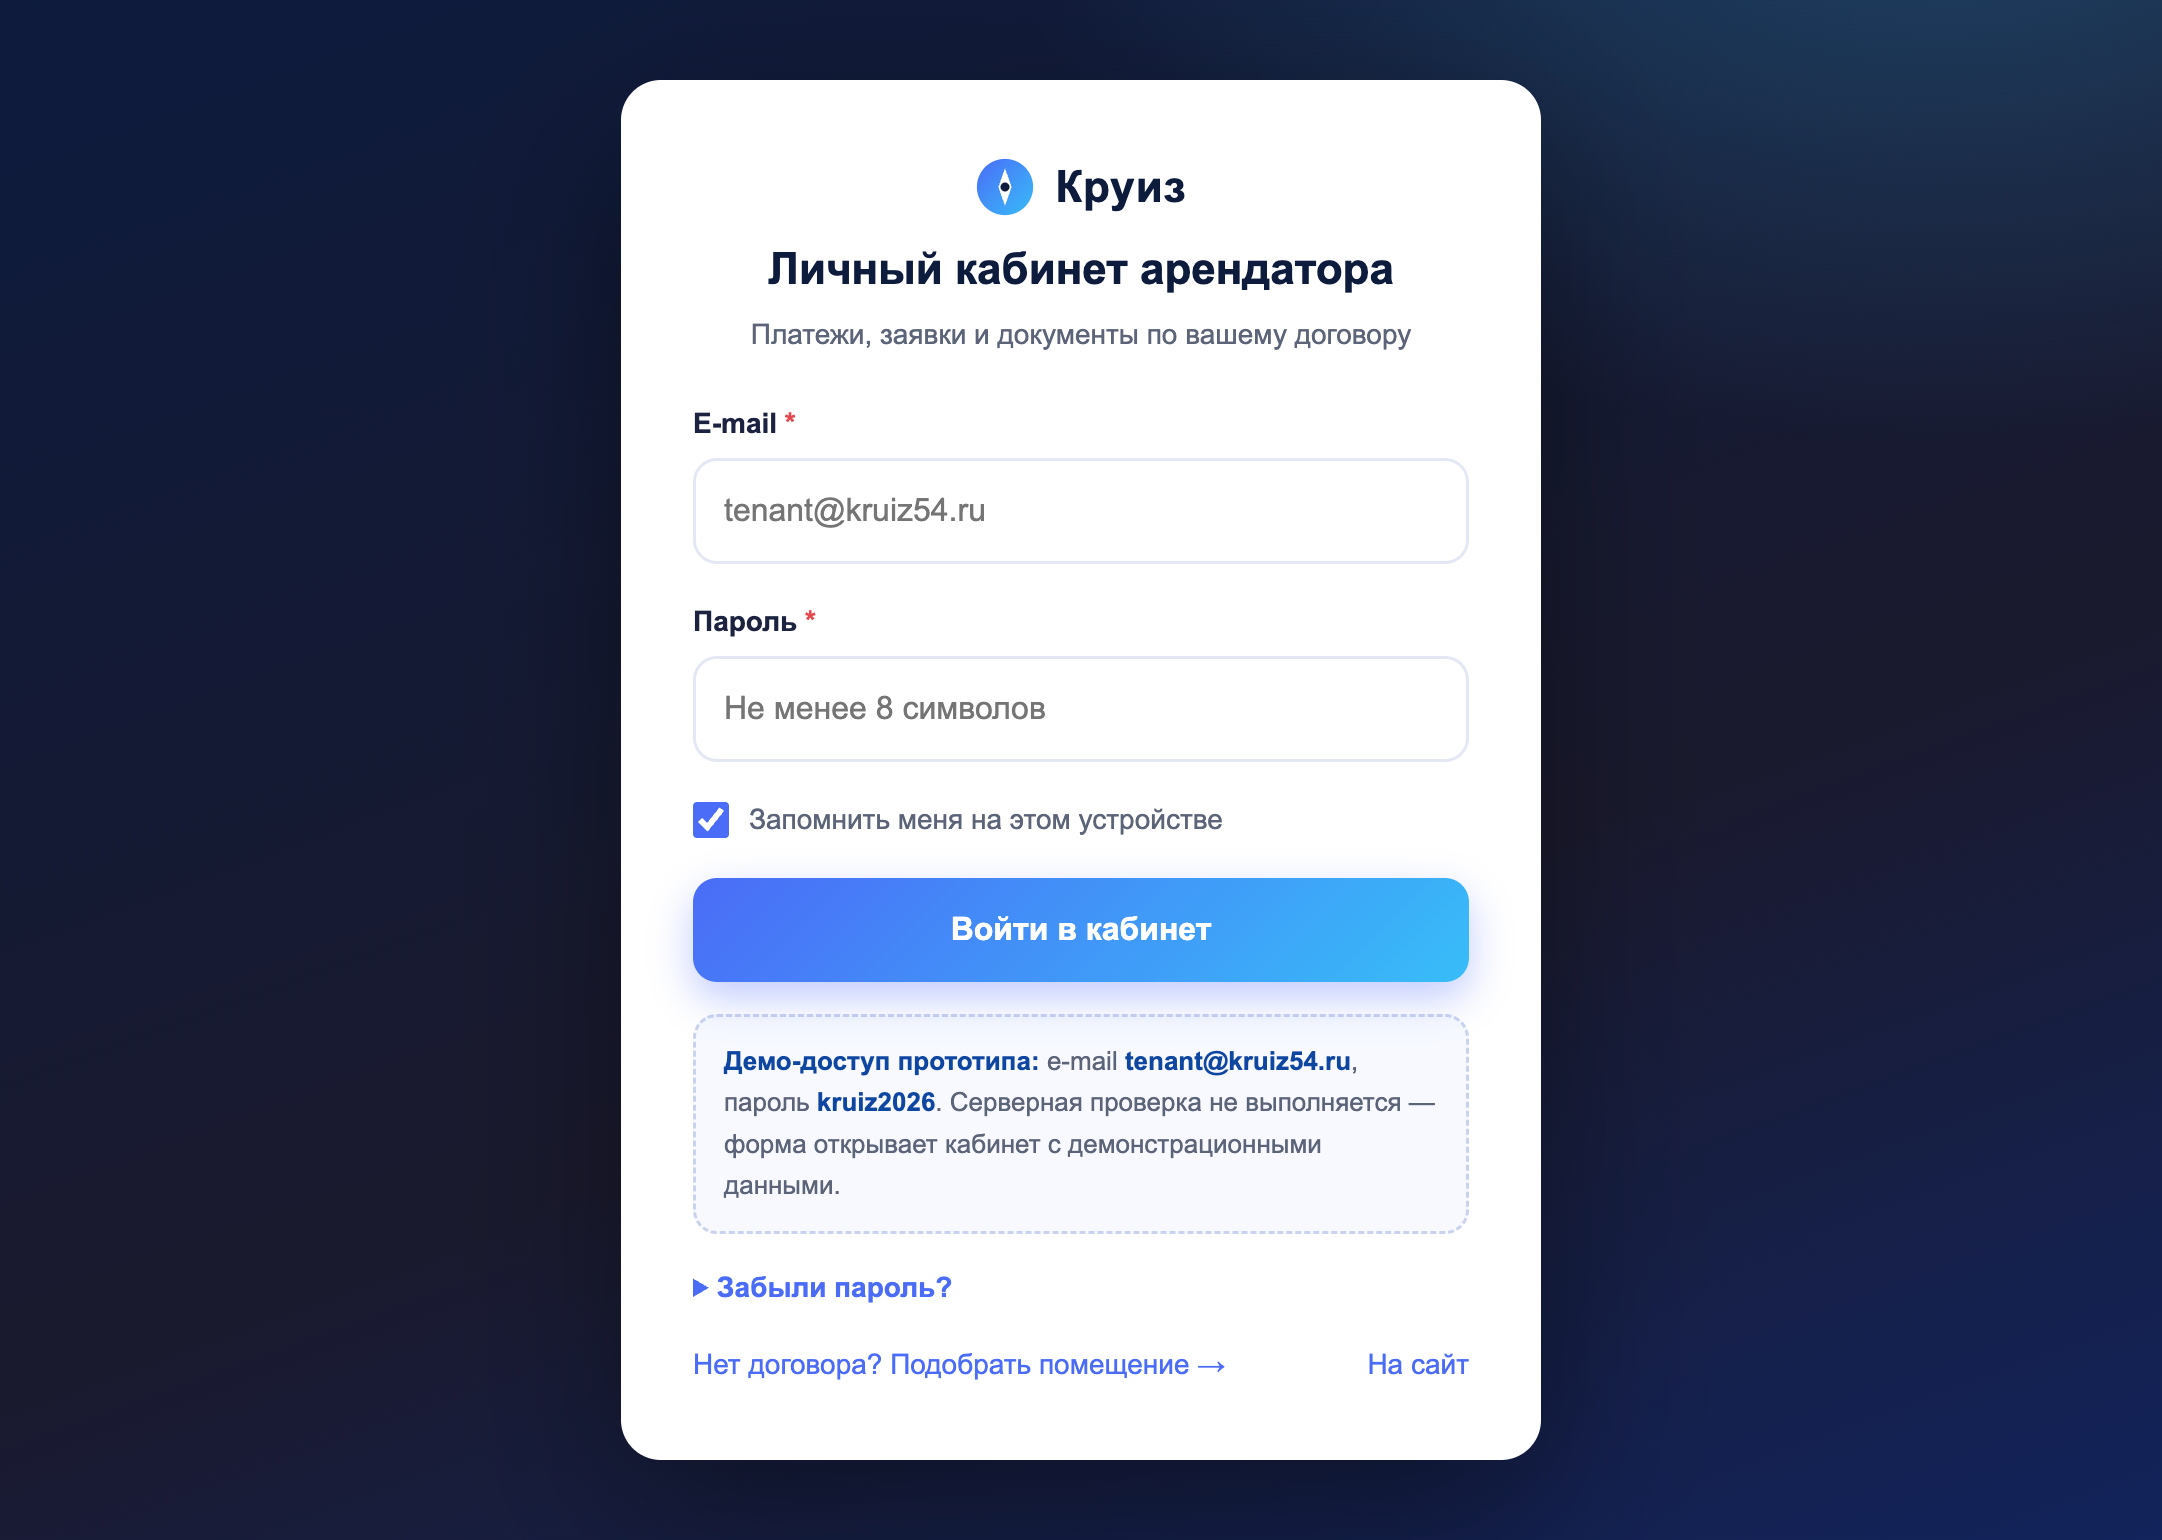 Круиз
Личный кабинет арендатора
Платежи, заявки и документы по вашему договору
E-mail *
tenant@kruiz54.ru
Пароль *
Не менее 8 символов
Запомнить меня на этом устройстве
Войти в кабинет
Демо-доступ прототипа: e-mail tenant@kruiz54.ru,
пароль kruiz2026. Серверная проверка не выполняется —
форма открывает кабинет с демонстрационными
данными.
Забыли пароль?
Нет договора? Подобрать помещение → На сайт